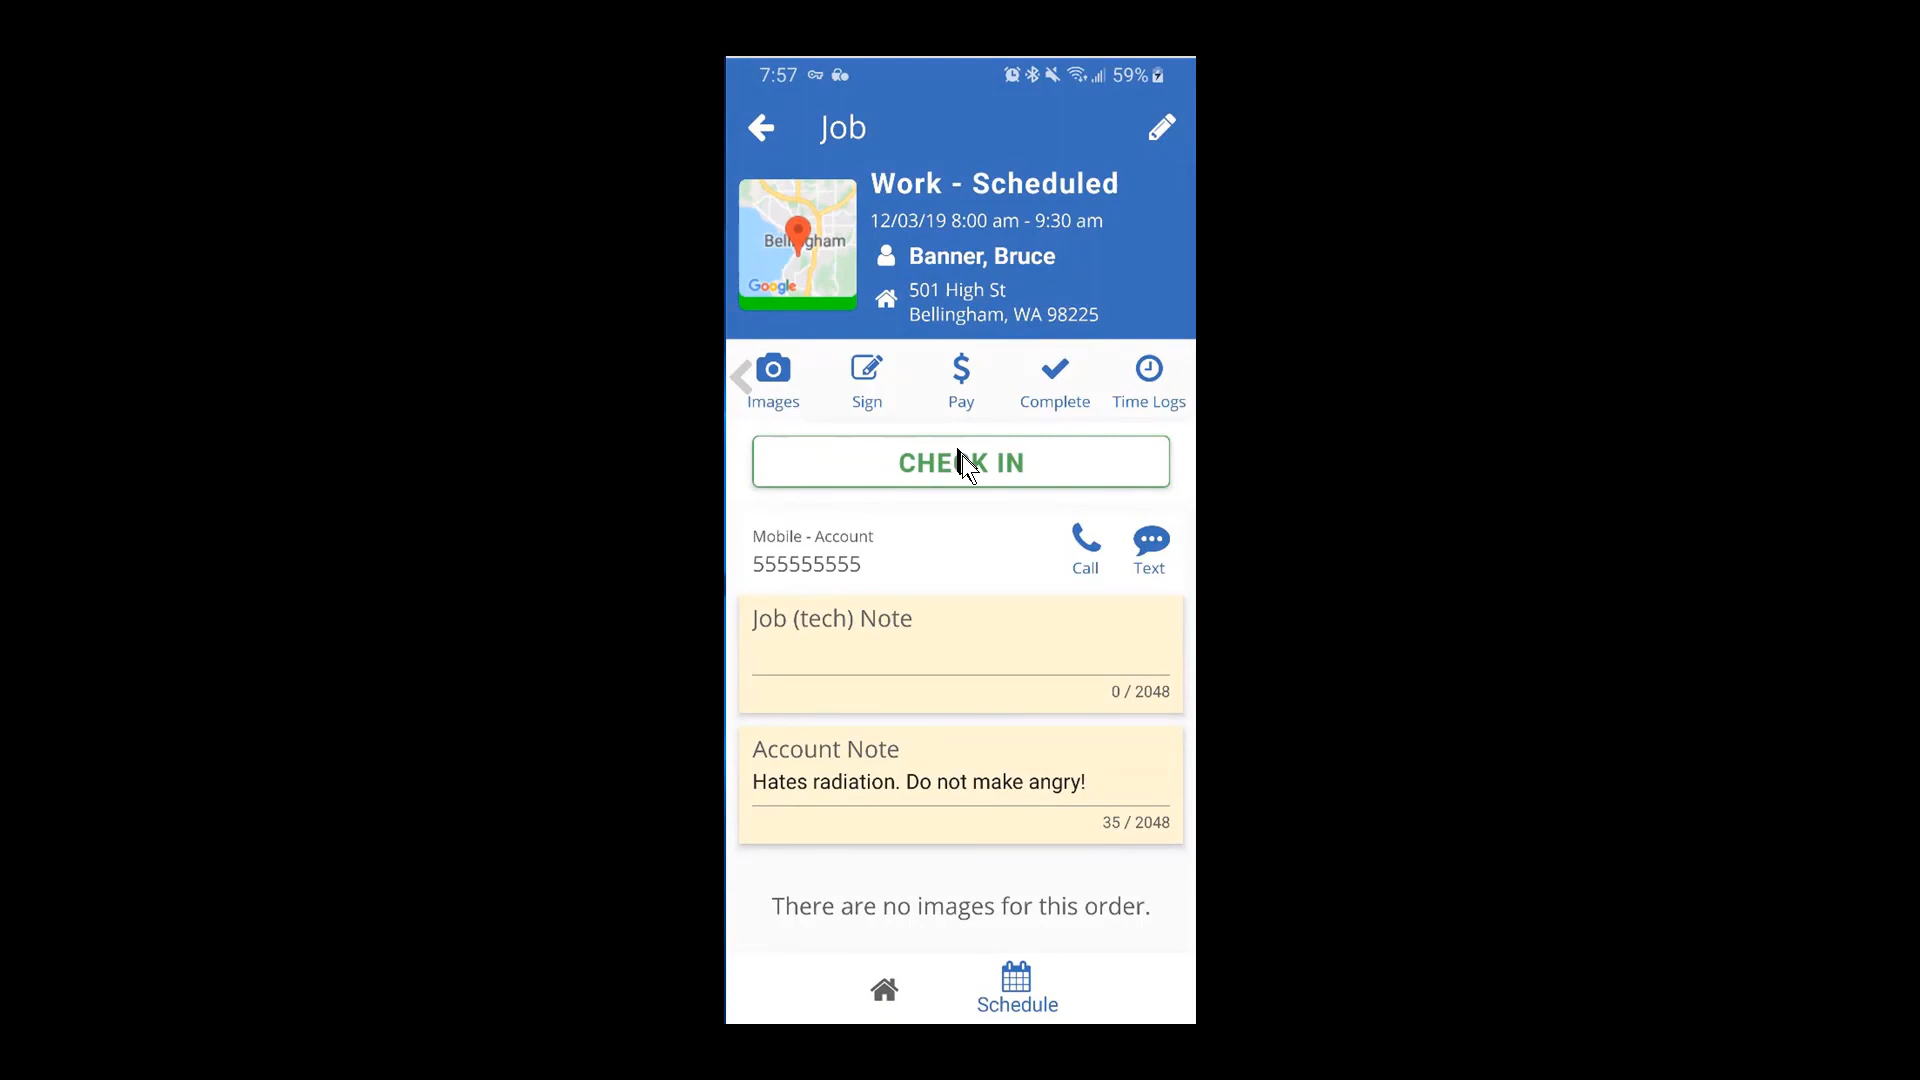 7:57 59%
Job
Work - Scheduled
12/03/19 8:00 am - 9:30 am
Banner, Bruce
501 High St
Bellingham, WA 98225
Bellingham
Google
Images Sign Pay Complete Time Logs
CHECK IN
Mobile - Account
555555555
Call Text
Job (tech) Note
0 / 2048
Account Note
Hates radiation. Do not make angry!
35 / 2048
There are no images for this order.
Schedule